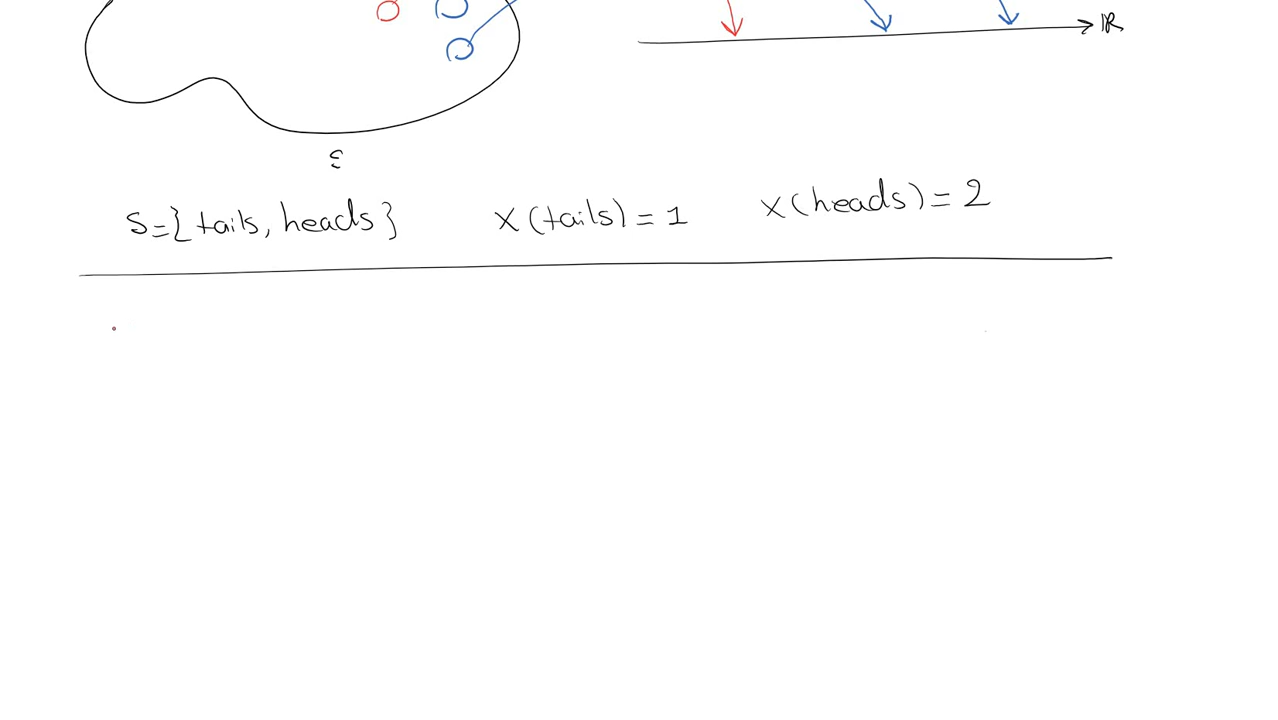 ℝ
ε
S={ tails, heads }    X(tails) = 1    X(heads) = 2